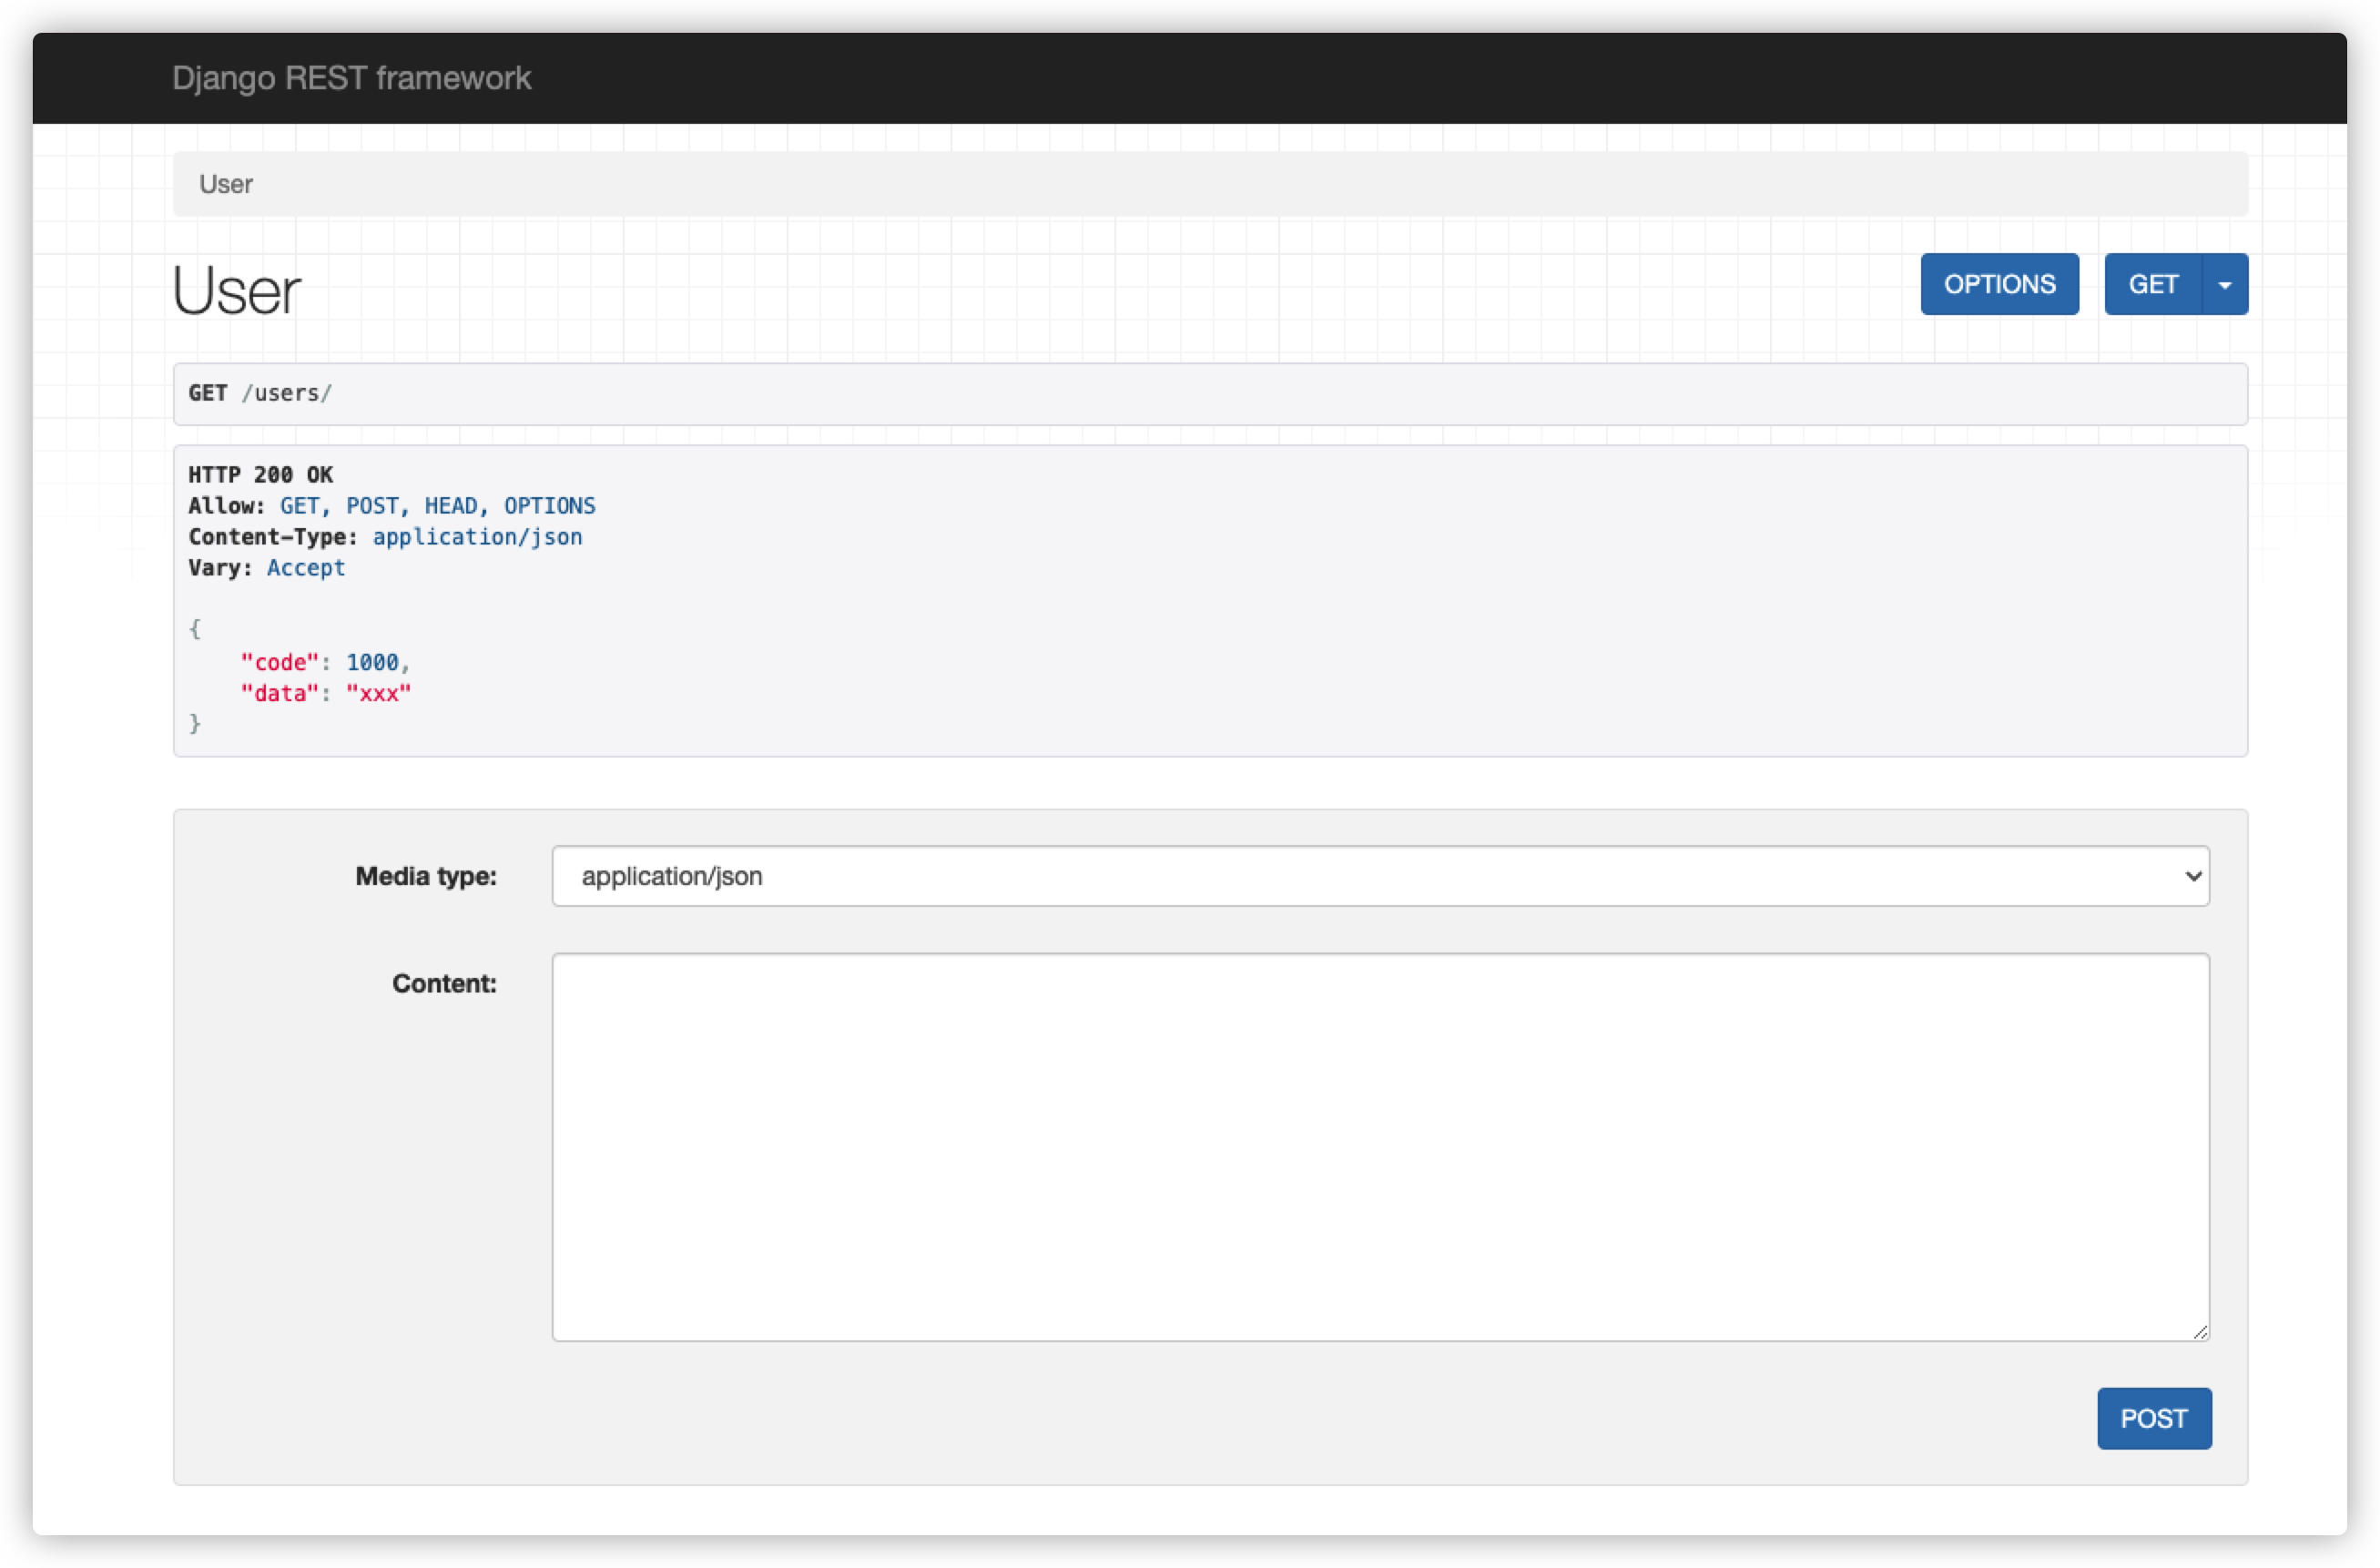 Django REST framework
User
User
OPTIONS
GET
GET /users/
HTTP 200 OK
Allow: GET, POST, HEAD, OPTIONS
Content-Type: application/json
Vary: Accept
{
"code": 1000,
"data": "xxx"
}
Media type:
application/json
Content:
POST